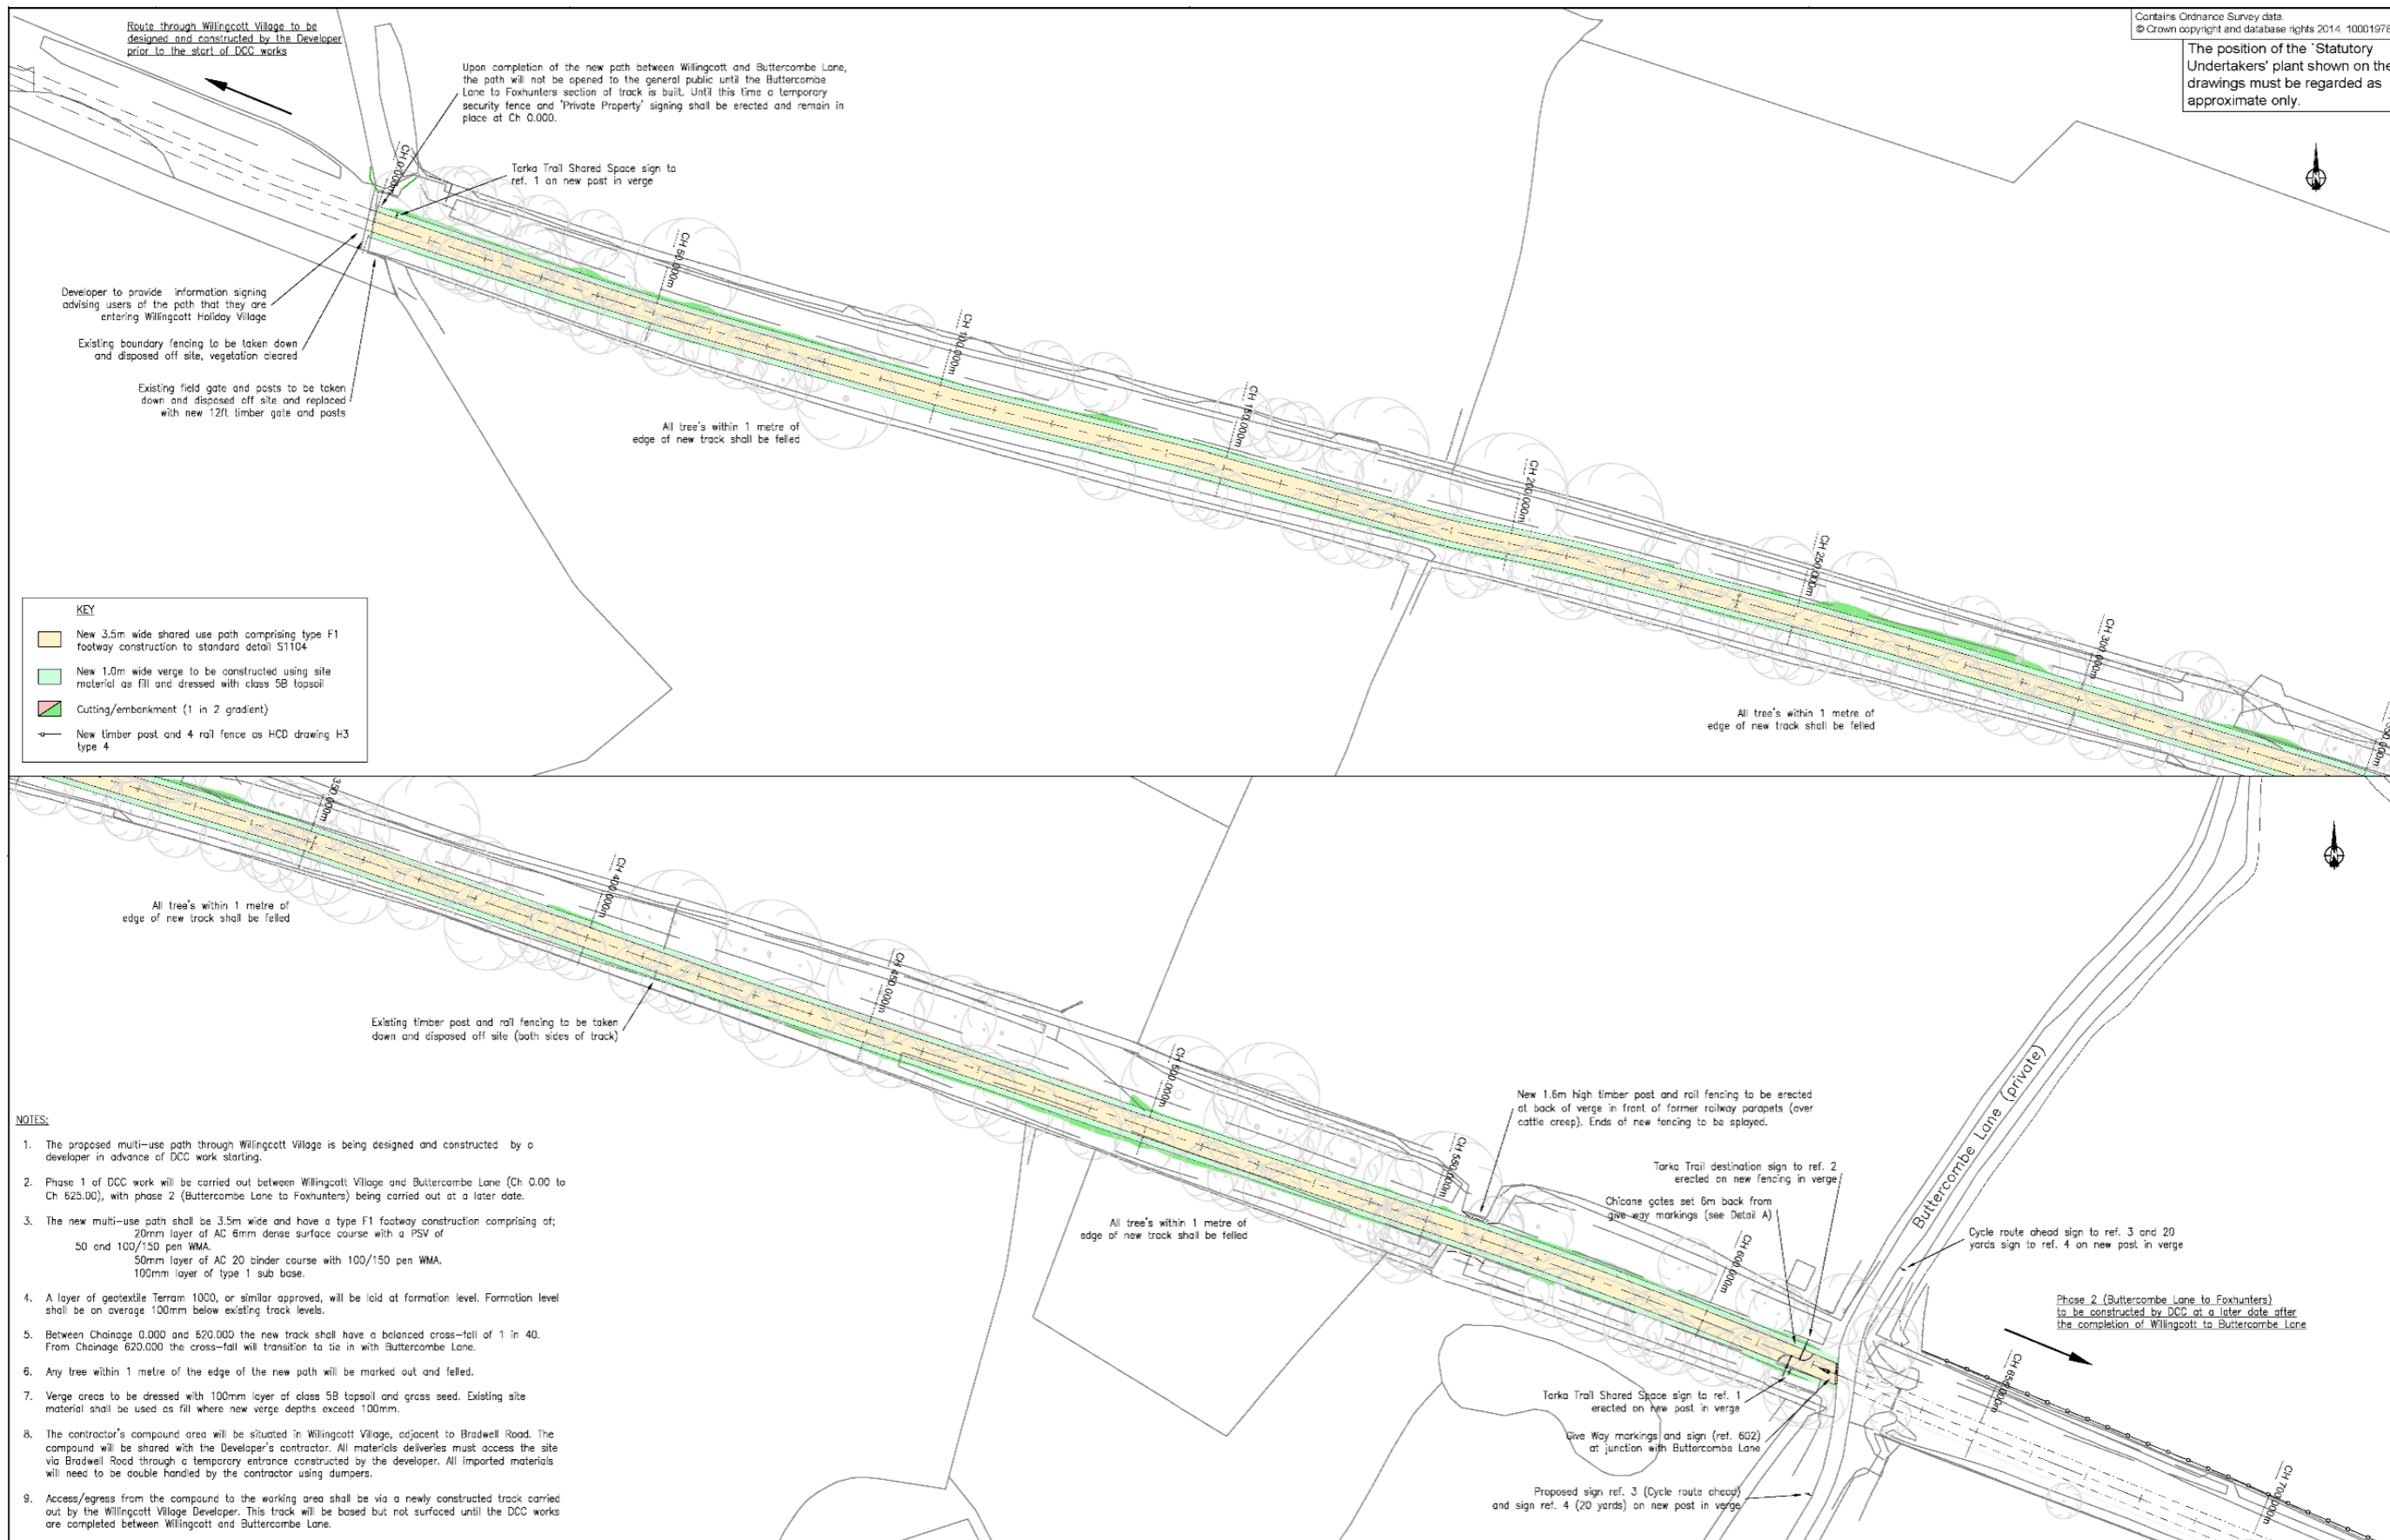 Route through Willingcott Village to be
designed and constructed by the Developer
prior to the start of DCC works
Upon completion of the new path between Willingcott and Buttercombe Lane,
the path will not be opened to the general public until the Buttercombe
Lane to Foxhunters section of track is built. Until this time a temporary
security fence and 'Private Property' signing shall be erected and remain in
place at Ch 0.000.
Contains Ordnance Survey data.
© Crown copyright and database rights 2014. 10001978
The position of the `Statutory
Undertakers' plant shown on the
drawings must be regarded as
approximate only.
N
CH 0.000m
Tarka Trail Shared Space sign to
ref. 1 on new post in verge
CH 50.000m
CH 100.000m
CH 150.000m
CH 200.000m
CH 250.000m
CH 300.000m
Developer to provide information signing
advising users of the path that they are
entering Willingcott Holiday Village
Existing boundary fencing to be taken down
and disposed off site, vegetation cleared
Existing field gate and posts to be taken
down and disposed off site and replaced
with new 12ft timber gate and posts
All tree's within 1 metre of
edge of new track shall be felled
All tree's within 1 metre of
edge of new track shall be felled
KEY
New 3.5m wide shared use path comprising type F1
footway construction to standard detail S1104
New 1.0m wide verge to be constructed using site
material as fill and dressed with class 5B topsoil
Cutting/embankment (1 in 2 gradient)
New timber post and 4 rail fence as HCD drawing H3
type 4
50.000m
350.000m
CH 400.000m
CH 450.000m
CH 500.000m
CH 550.000m
CH 600.000m
CH 650.000m
CH 700.000m
N
All tree's within 1 metre of
edge of new track shall be felled
Existing timber post and rail fencing to be taken
down and disposed off site (both sides of track)
All tree's within 1 metre of
edge of new track shall be felled
New 1.6m high timber post and rail fencing to be erected
at back of verge in front of former railway parapets (over
cattle creep). Ends of new fencing to be splayed.
Tarka Trail destination sign to ref. 2
erected on new fencing in verge
Chicane gates set 6m back from
give way markings (see Detail A)
Buttercombe Lane (private)
Cycle route ahead sign to ref. 3 and 20
yards sign to ref. 4 on new post in verge
Phase 2 (Buttercombe Lane to Foxhunters)
to be constructed by DCC at a later date after
the completion of Willingcott to Buttercombe Lane
Tarka Trail Shared Space sign to ref. 1
erected on new post in verge
Give Way markings and sign (ref. 602)
at junction with Buttercombe Lane
Proposed sign ref. 3 (Cycle route ahead)
and sign ref. 4 (20 yards) on new post in verge
NOTES:
1. The proposed multi-use path through Willingcott Village is being designed and constructed by a
developer in advance of DCC work starting.
2. Phase 1 of DCC work will be carried out between Willingcott Village and Buttercombe Lane (Ch 0.00 to
Ch 625.00), with phase 2 (Buttercombe Lane to Foxhunters) being carried out at a later date.
3. The new multi-use path shall be 3.5m wide and have a type F1 footway construction comprising of;
20mm layer of AC 6mm dense surface course with a PSV of
50 and 100/150 pen WMA.
50mm layer of AC 20 binder course with 100/150 pen WMA.
100mm layer of type 1 sub base.
4. A layer of geotextile Terram 1000, or similar approved, will be laid at formation level. Formation level
shall be on average 100mm below existing track levels.
5. Between Chainage 0.000 and 620.000 the new track shall have a balanced cross-fall of 1 in 40.
From Chainage 620.000 the cross-fall will transition to tie in with Buttercombe Lane.
6. Any tree within 1 metre of the edge of the new path will be marked out and felled.
7. Verge areas to be dressed with 100mm layer of class 5B topsoil and grass seed. Existing site
material shall be used as fill where new verge depths exceed 100mm.
8. The contractor's compound area will be situated in Willingcott Village, adjacent to Bradwell Road. The
compound will be shared with the Developer's contractor. All materials deliveries must access the site
via Bradwell Road through a temporary entrance constructed by the developer. All imported materials
will need to be double handled by the contractor using dumpers.
9. Access/egress from the compound to the working area shall be via a newly constructed track carried
out by the Willingcott Village Developer. This track will be based but not surfaced until the DCC works
are completed between Willingcott and Buttercombe Lane.